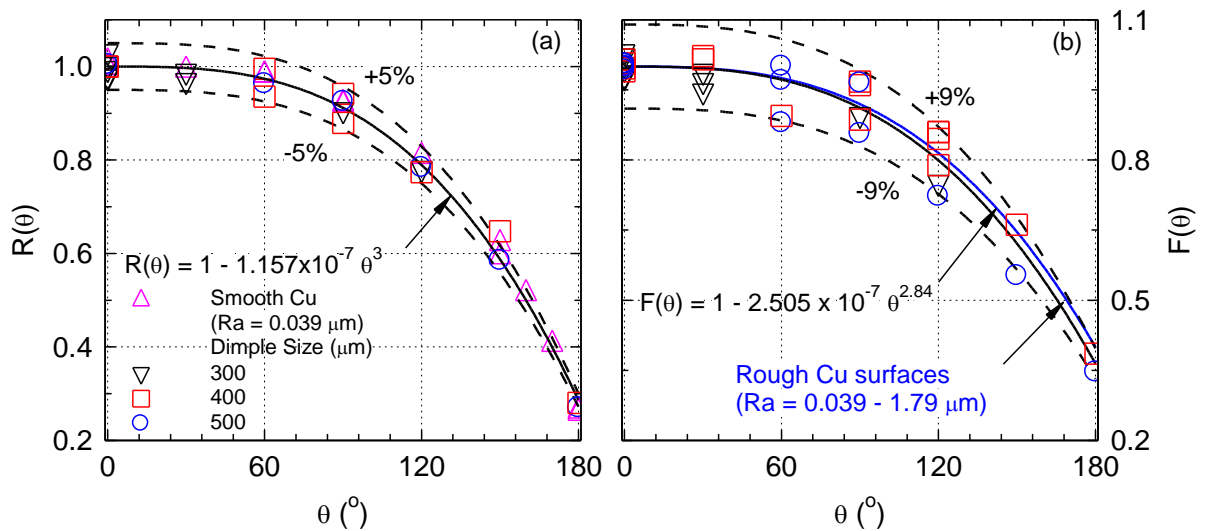 (a)
+5%
-5%
R(θ) = 1 - 1.157x10⁻⁷ θ³
Smooth Cu
(Ra = 0.039 μm)
Dimple Size (μm)
300
400
500
R(θ)
1.0
0.8
0.6
0.4
0.2
0 60 120 180
θ (º)
(b)
+9%
-9%
F(θ) = 1 - 2.505 x 10⁻⁷ θ²·⁸⁴
Rough Cu surfaces
(Ra = 0.039 - 1.79 μm)
1.1
0.8
0.5
0.2
F(θ)
0 60 120 180
θ (º)